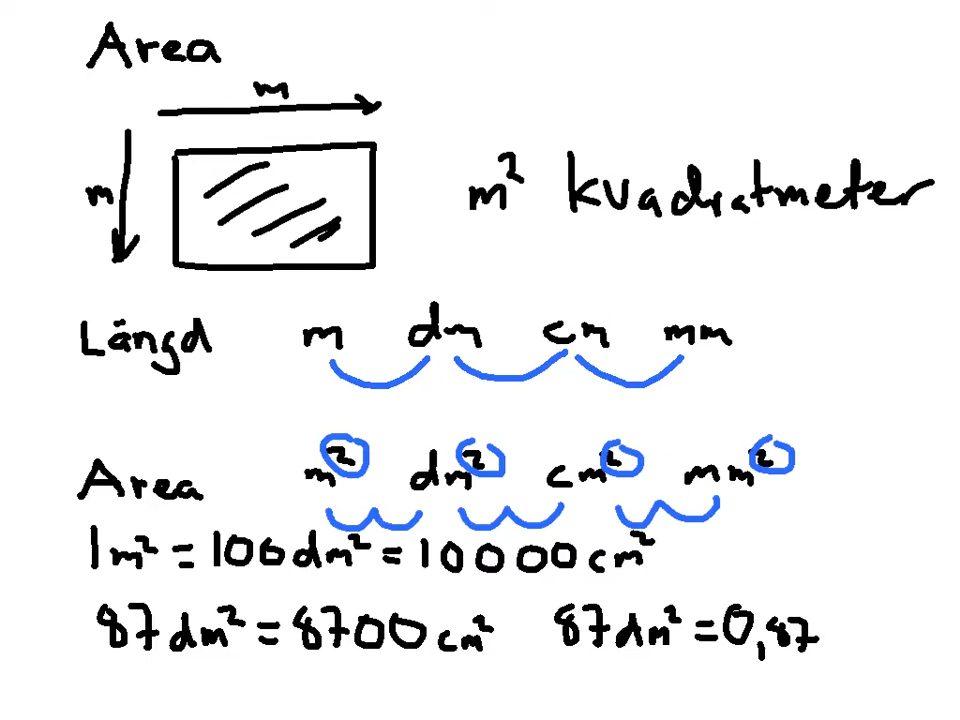 Area
m
m
m² kvadratmeter
Längd m dm cm mm
Area m² dm² cm² mm²
1m² = 100dm² = 10000cm²
87dm² = 8700cm² 87dm² = 0,87